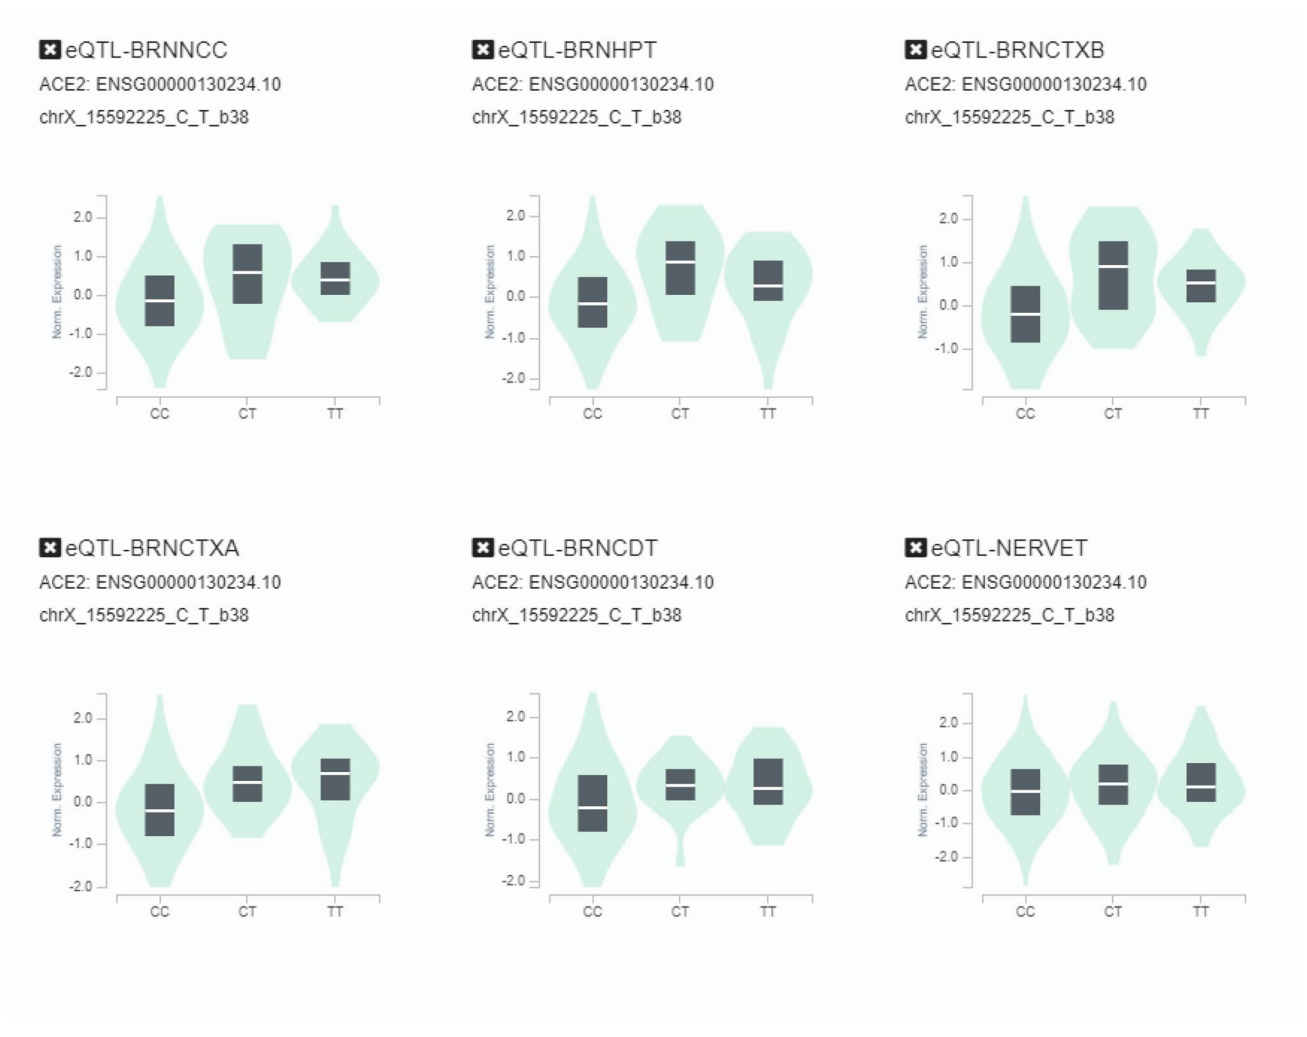 eQTL-BRNNCC
ACE2: ENSG00000130234.10
chrX_15592225_C_T_b38
2.0
1.0
0.0
-1.0
-2.0
Norm. Expression
CC CT TT
eQTL-BRNHPT
ACE2: ENSG00000130234.10
chrX_15592225_C_T_b38
2.0
1.0
0.0
-1.0
-2.0
Norm. Expression
CC CT TT
eQTL-BRNCTXB
ACE2: ENSG00000130234.10
chrX_15592225_C_T_b38
2.0
1.0
0.0
-1.0
Norm. Expression
CC CT TT
eQTL-BRNCTXA
ACE2: ENSG00000130234.10
chrX_15592225_C_T_b38
2.0
1.0
0.0
-1.0
-2.0
Norm. Expression
CC CT TT
eQTL-BRNCDT
ACE2: ENSG00000130234.10
chrX_15592225_C_T_b38
2.0
1.0
0.0
-1.0
-2.0
Norm. Expression
CC CT TT
eQTL-NERVET
ACE2: ENSG00000130234.10
chrX_15592225_C_T_b38
2.0
1.0
0.0
-1.0
-2.0
Norm. Expression
CC CT TT